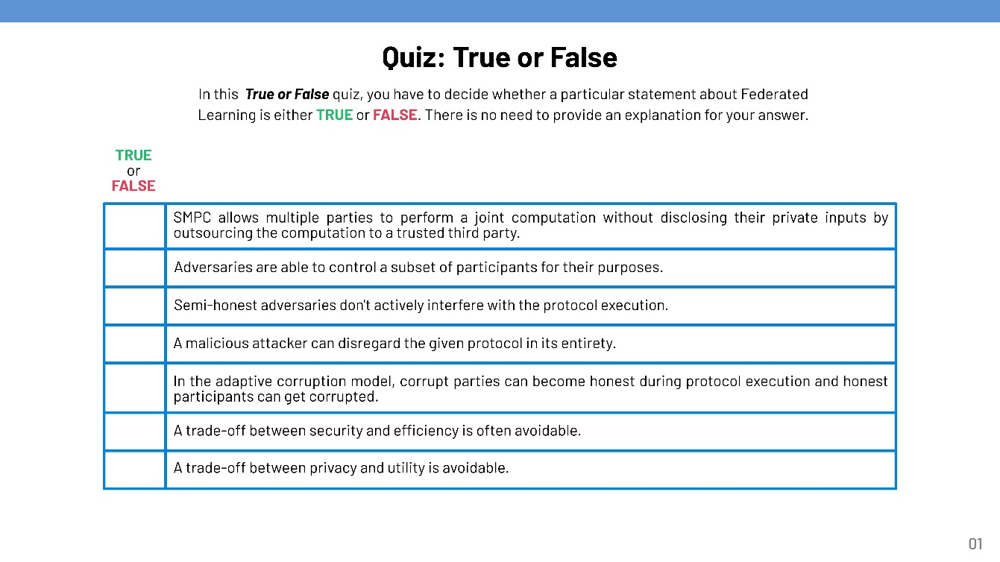 Quiz: True or False
In this True or False quiz, you have to decide whether a particular statement about Federated
Learning is either TRUE or FALSE. There is no need to provide an explanation for your answer.
TRUE
or
FALSE
SMPC allows multiple parties to perform a joint computation without disclosing their private inputs by
outsourcing the computation to a trusted third party.
Adversaries are able to control a subset of participants for their purposes.
Semi-honest adversaries don't actively interfere with the protocol execution.
A malicious attacker can disregard the given protocol in its entirety.
In the adaptive corruption model, corrupt parties can become honest during protocol execution and honest
participants can get corrupted.
A trade-off between security and efficiency is often avoidable.
A trade-off between privacy and utility is avoidable.
01